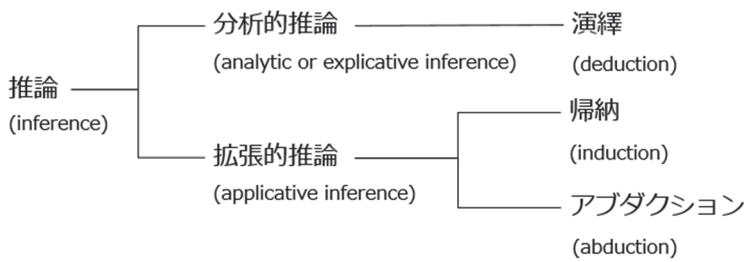 分析的推論
(analytic or explicative inference)
演繹
(deduction)
推論
(inference)
帰納
(induction)
拡張的推論
(applicative inference)
アブダクション
(abduction)